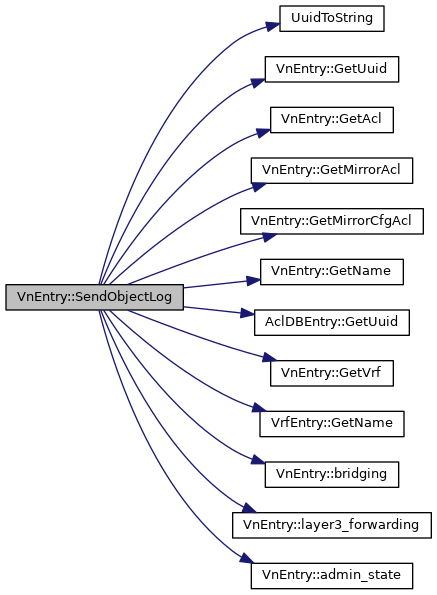 UuidToString
VnEntry::GetUuid
VnEntry::GetAcl
VnEntry::GetMirrorAcl
VnEntry::GetMirrorCfgAcl
VnEntry::GetName
VnEntry::SendObjectLog
AclDBEntry::GetUuid
VnEntry::GetVrf
VrfEntry::GetName
VnEntry::bridging
VnEntry::layer3_forwarding
VnEntry::admin_state